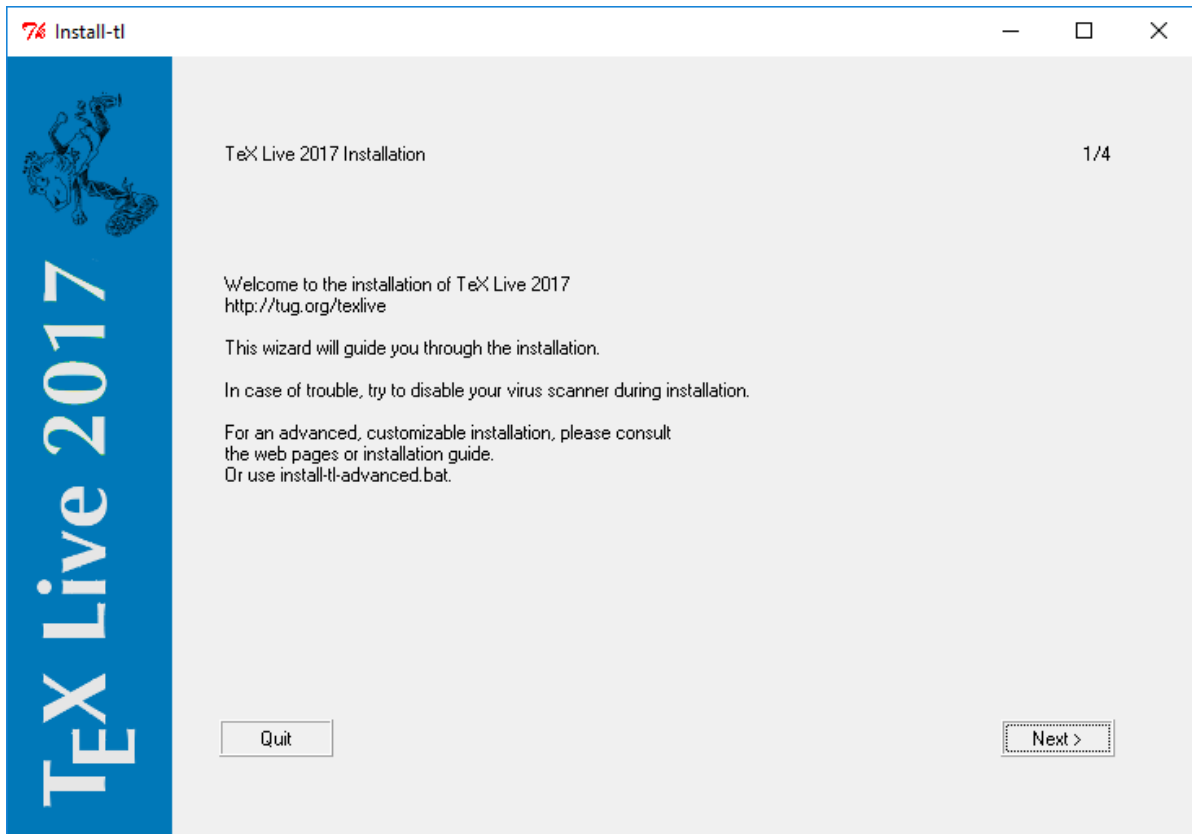 Install-tl
TeX Live 2017
TeX Live 2017 Installation
1/4
Welcome to the installation of TeX Live 2017
http://tug.org/texlive
This wizard will guide you through the installation.
In case of trouble, try to disable your virus scanner during installation.
For an advanced, customizable installation, please consult
the web pages or installation guide.
Or use install-tl-advanced.bat.
Quit
Next >